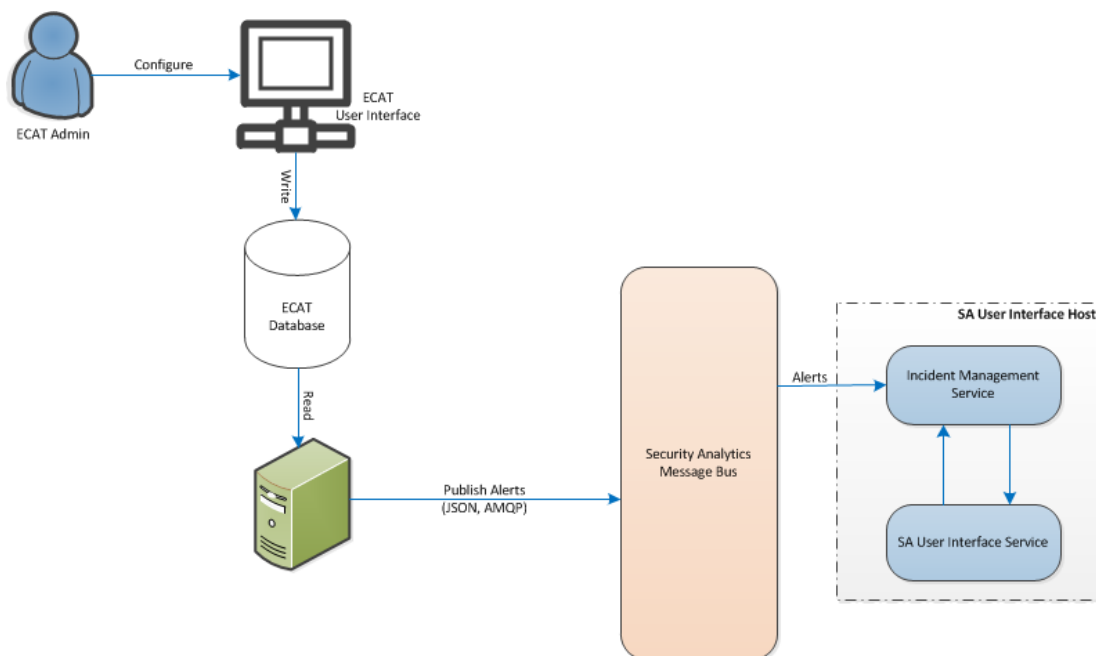 Configure
ECAT Admin
ECAT
User Interface
Write
ECAT
Database
Read
Publish Alerts
(JSON, AMQP)
Security Analytics
Message Bus
Alerts
SA User Interface Host
Incident Management
Service
SA User Interface Service